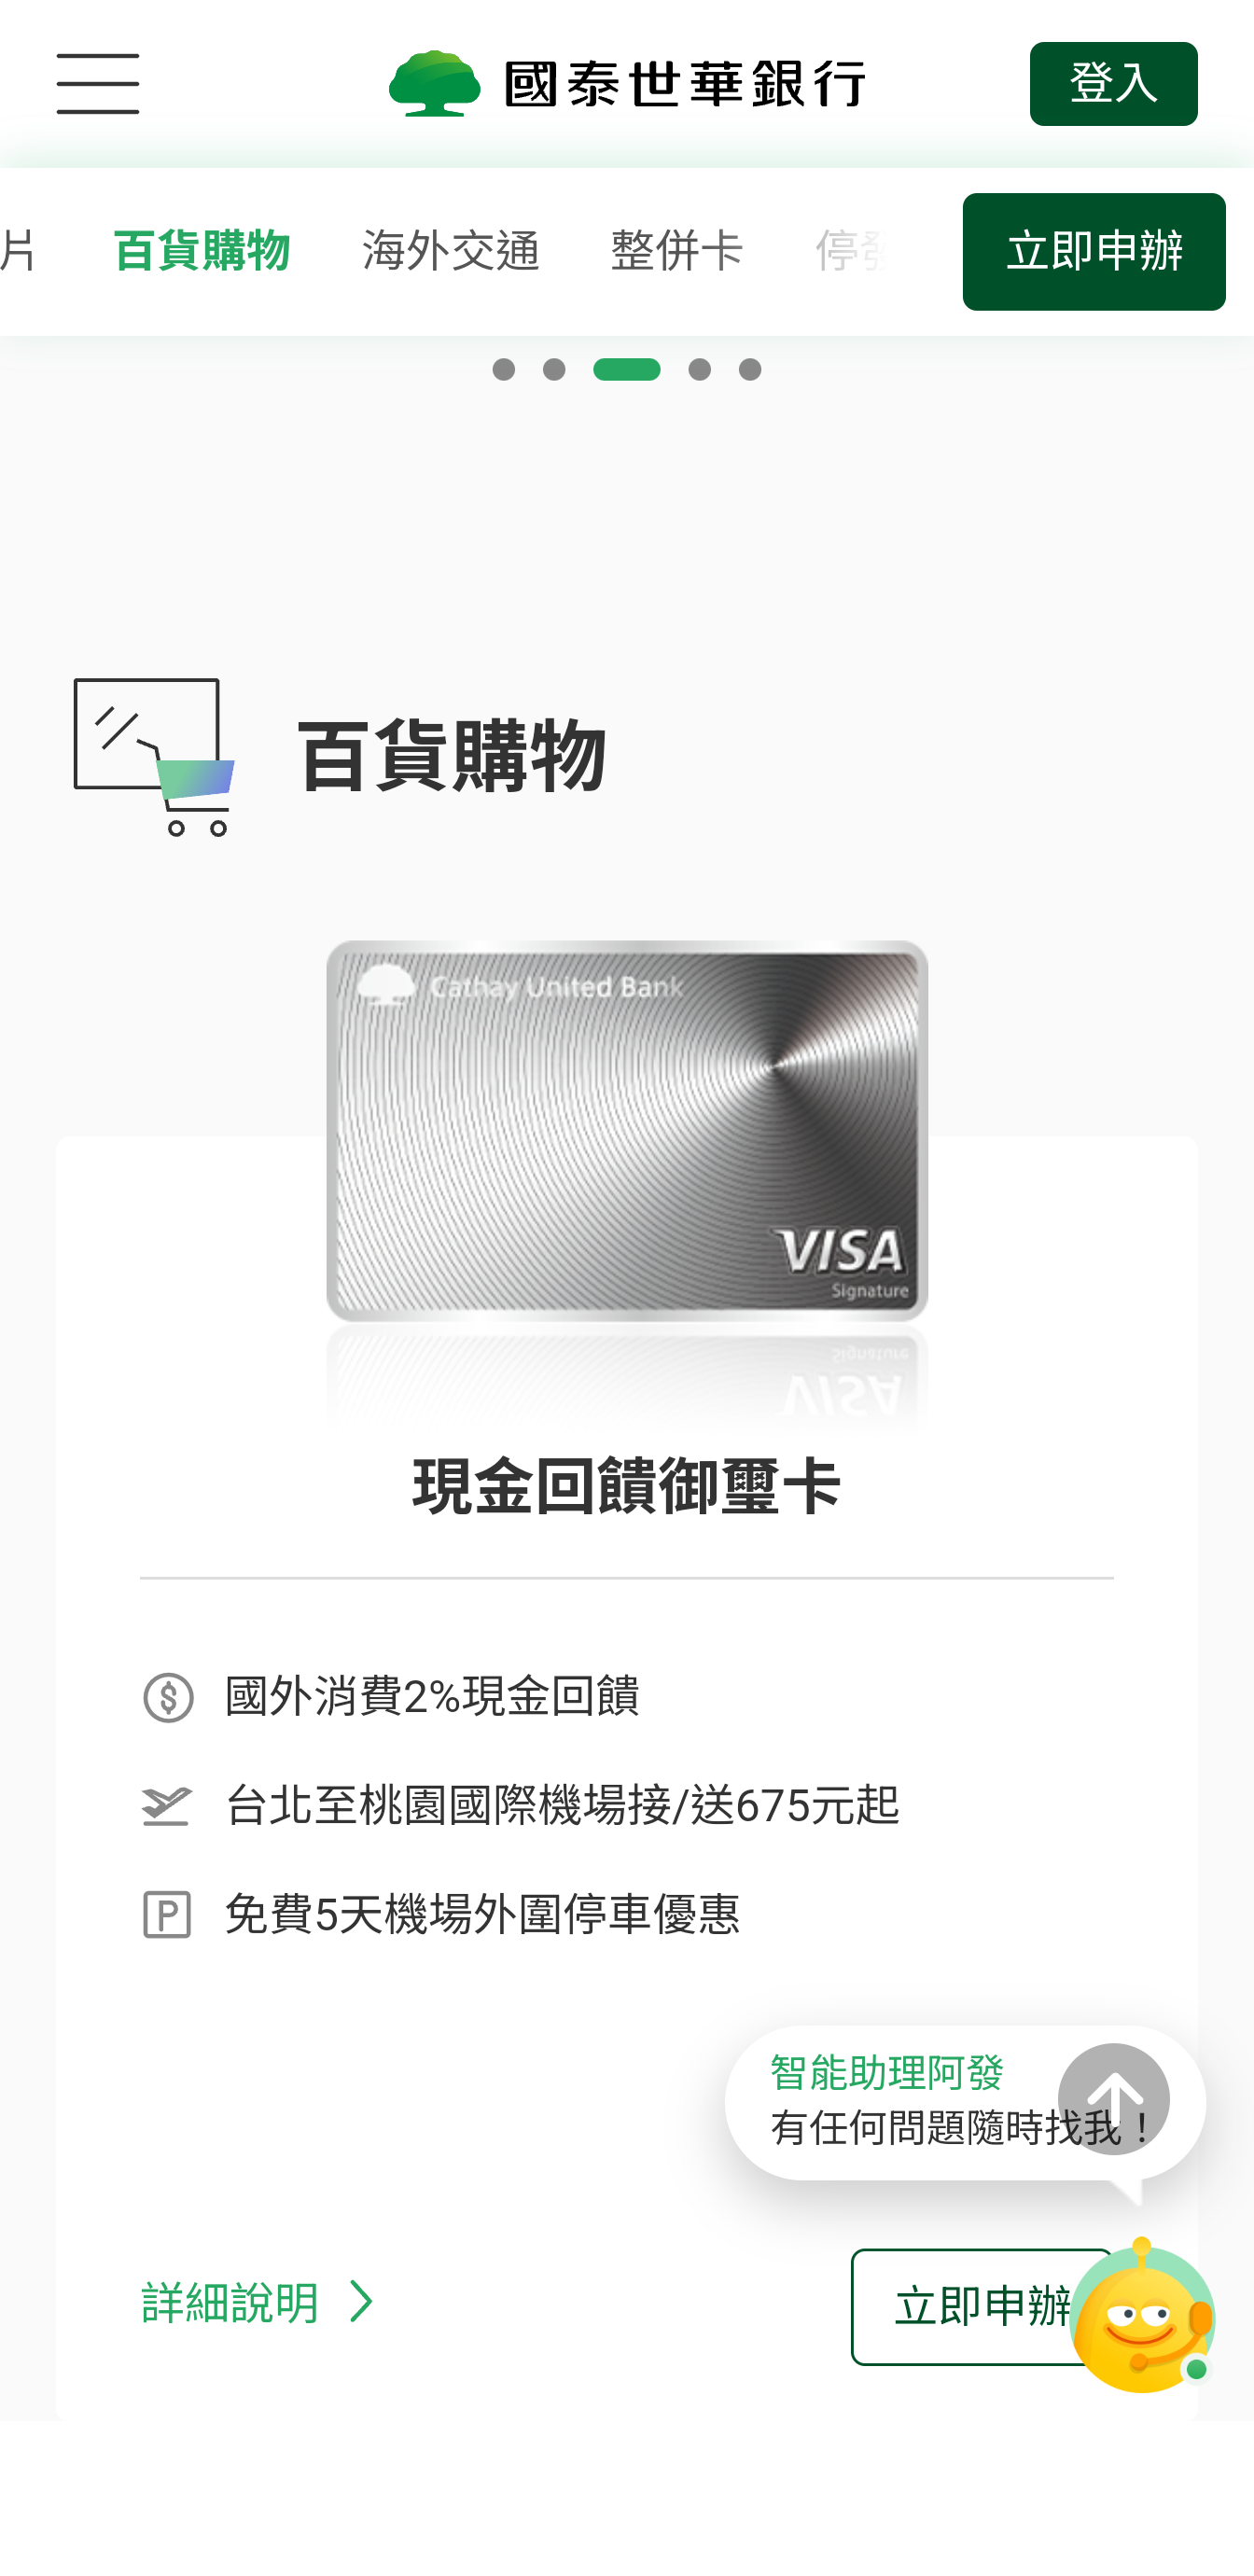 國泰世華銀行
登入
片 百貨購物 海外交通 整併卡 停 立即申辦
百貨購物
Cathay United Bank
VISA
Signature
現金回饋御璽卡
國外消費2%現金回饋
台北至桃園國際機場接/送675元起
免費5天機場外圍停車優惠
智能助理阿發
有任何問題隨時找我！
詳細說明
立即申辦